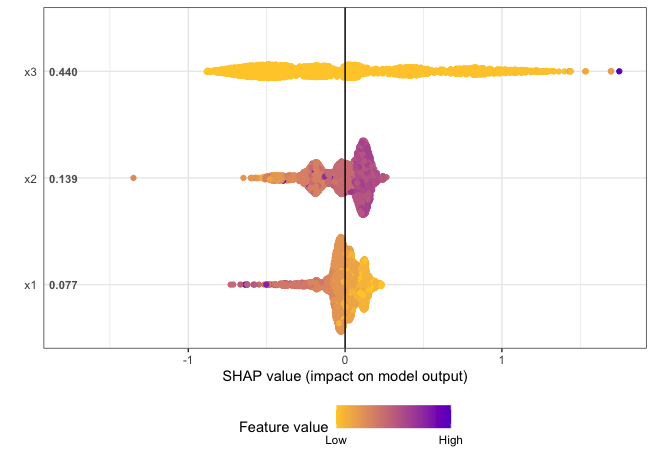 x3 0.440
x2 0.139
x1 0.077
-1 0 1
SHAP value (impact on model output)
Feature value
Low High